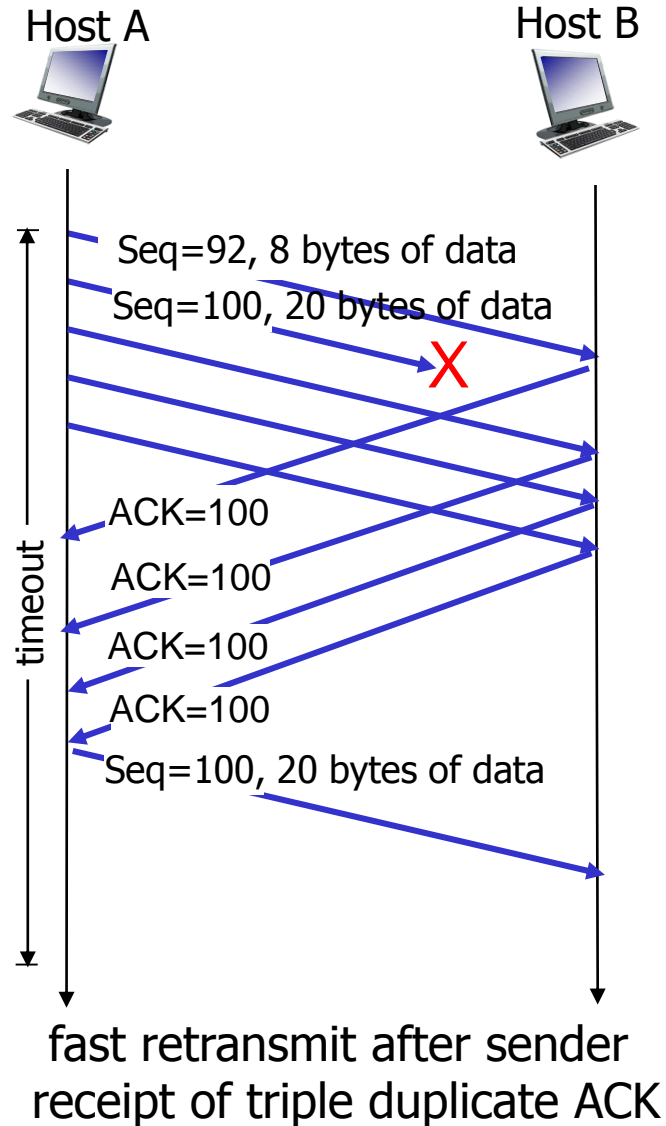 Host A
Host B
Seq=92, 8 bytes of data
Seq=100, 20 bytes of data
X
ACK=100
timeout
ACK=100
ACK=100
ACK=100
Seq=100, 20 bytes of data
fast retransmit after sender
receipt of triple duplicate ACK